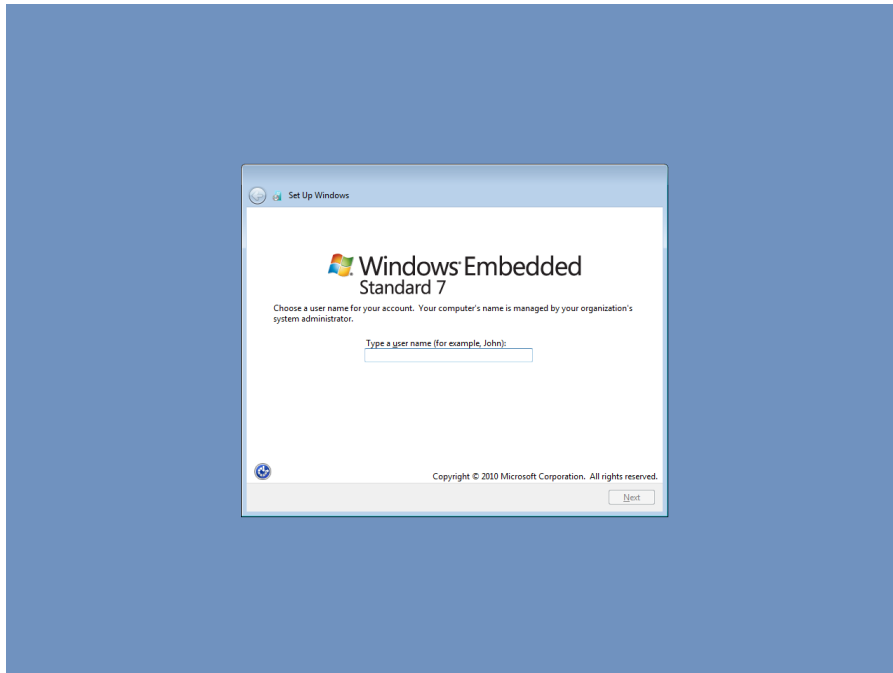 Set Up Windows
Windows® Embedded
Standard 7
Choose a user name for your account.  Your computer's name is managed by your organization's
system administrator.
Type a user name (for example, John):
Copyright © 2010 Microsoft Corporation.  All rights reserved.
Next